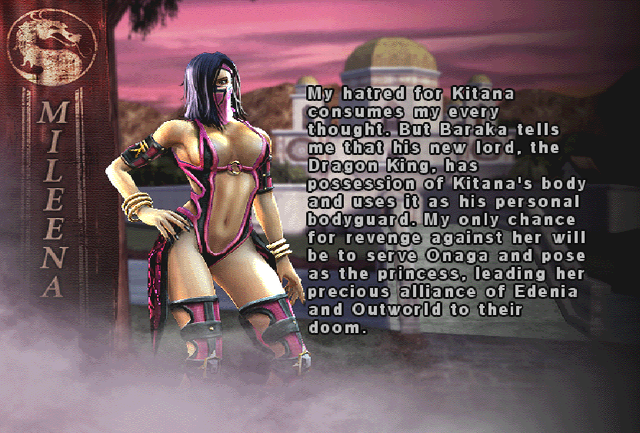 MILEENA
My hatred for Kitana
consumes my every
thought. But Baraka tells
me that his new lord, the
Dragon King, has
possession of Kitana's body
and uses it as his personal
bodyguard. My only chance
for revenge against her will
be to serve Onaga and pose
as the princess, leading her
precious alliance of Edenia
and Outworld to their
doom.